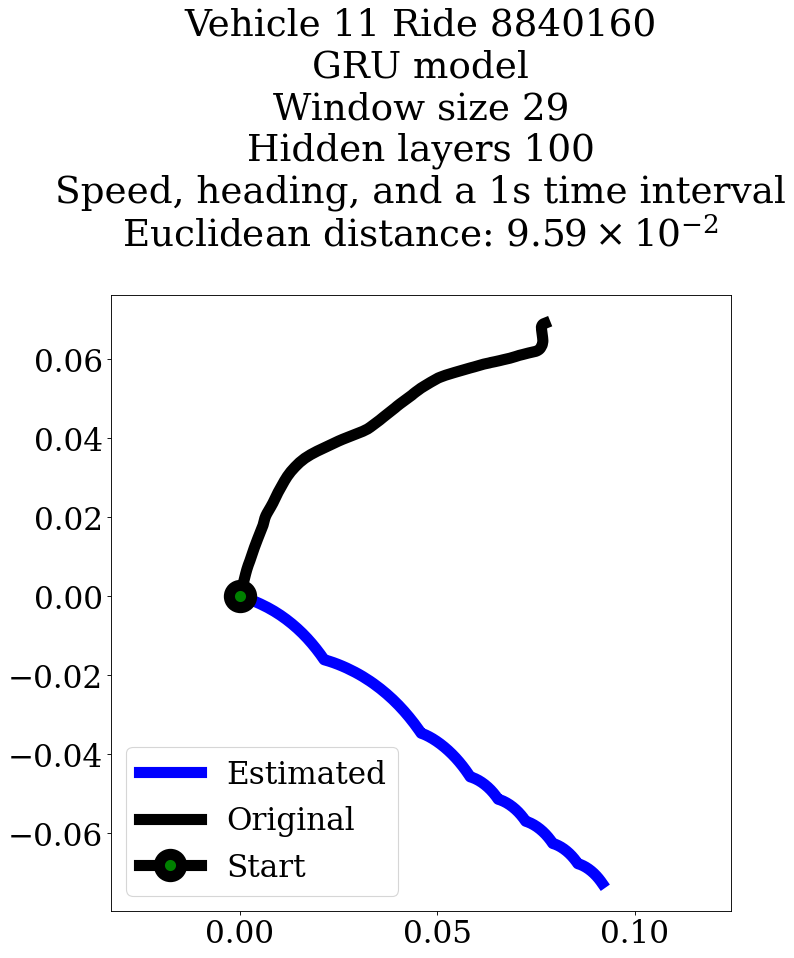 Vehicle 11 Ride 8840160
GRU model
Window size 29
Hidden layers 100
Speed, heading, and a 1s time interval
Euclidean distance: 9.59 × 10⁻²
0.06
0.04
0.02
0.00
−0.02
−0.04
−0.06
Estimated
Original
Start
0.00 0.05 0.10